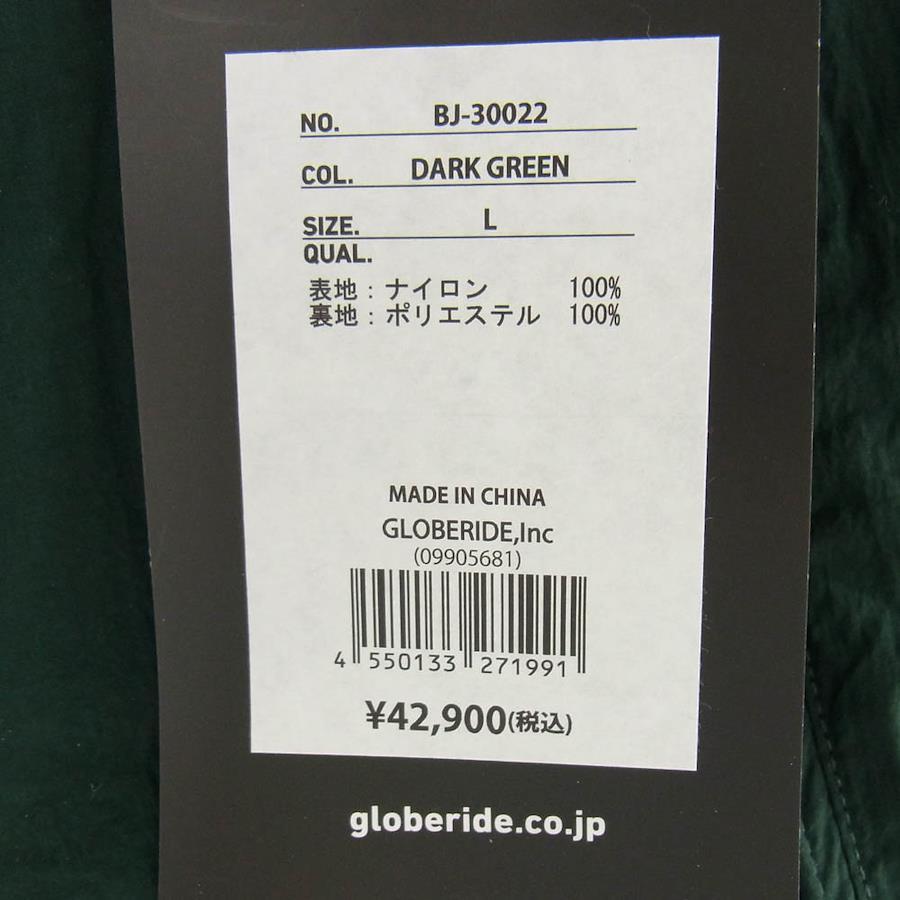 NO. BJ-30022
COL. DARK GREEN
SIZE. L
QUAL.
表地：ナイロン 100%
裏地：ポリエステル 100%
MADE IN CHINA
GLOBERIDE,Inc
(09905681)
4 550133 271991
¥42,900(税込)
globeride.co.jp